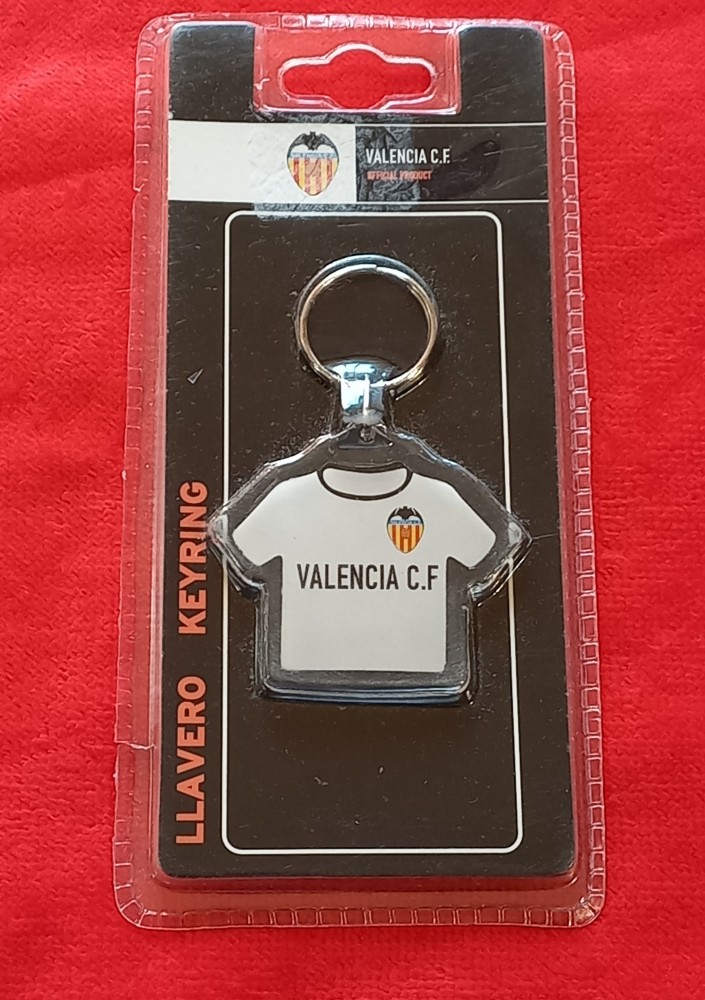 VALENCIA C.F.
OFFICIAL PRODUCT
VALENCIA C.F
LLAVERO KEYRING